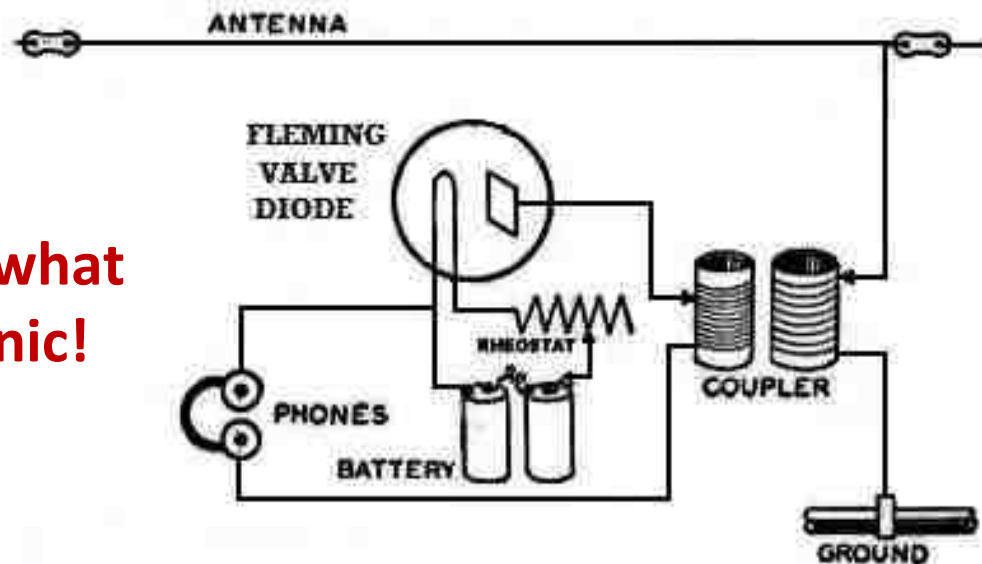 ANTENNA
FLEMING
VALVE
DIODE
what
nic!
RHEOSTAT
PHONES
BATTERY
COUPLER
GROUND